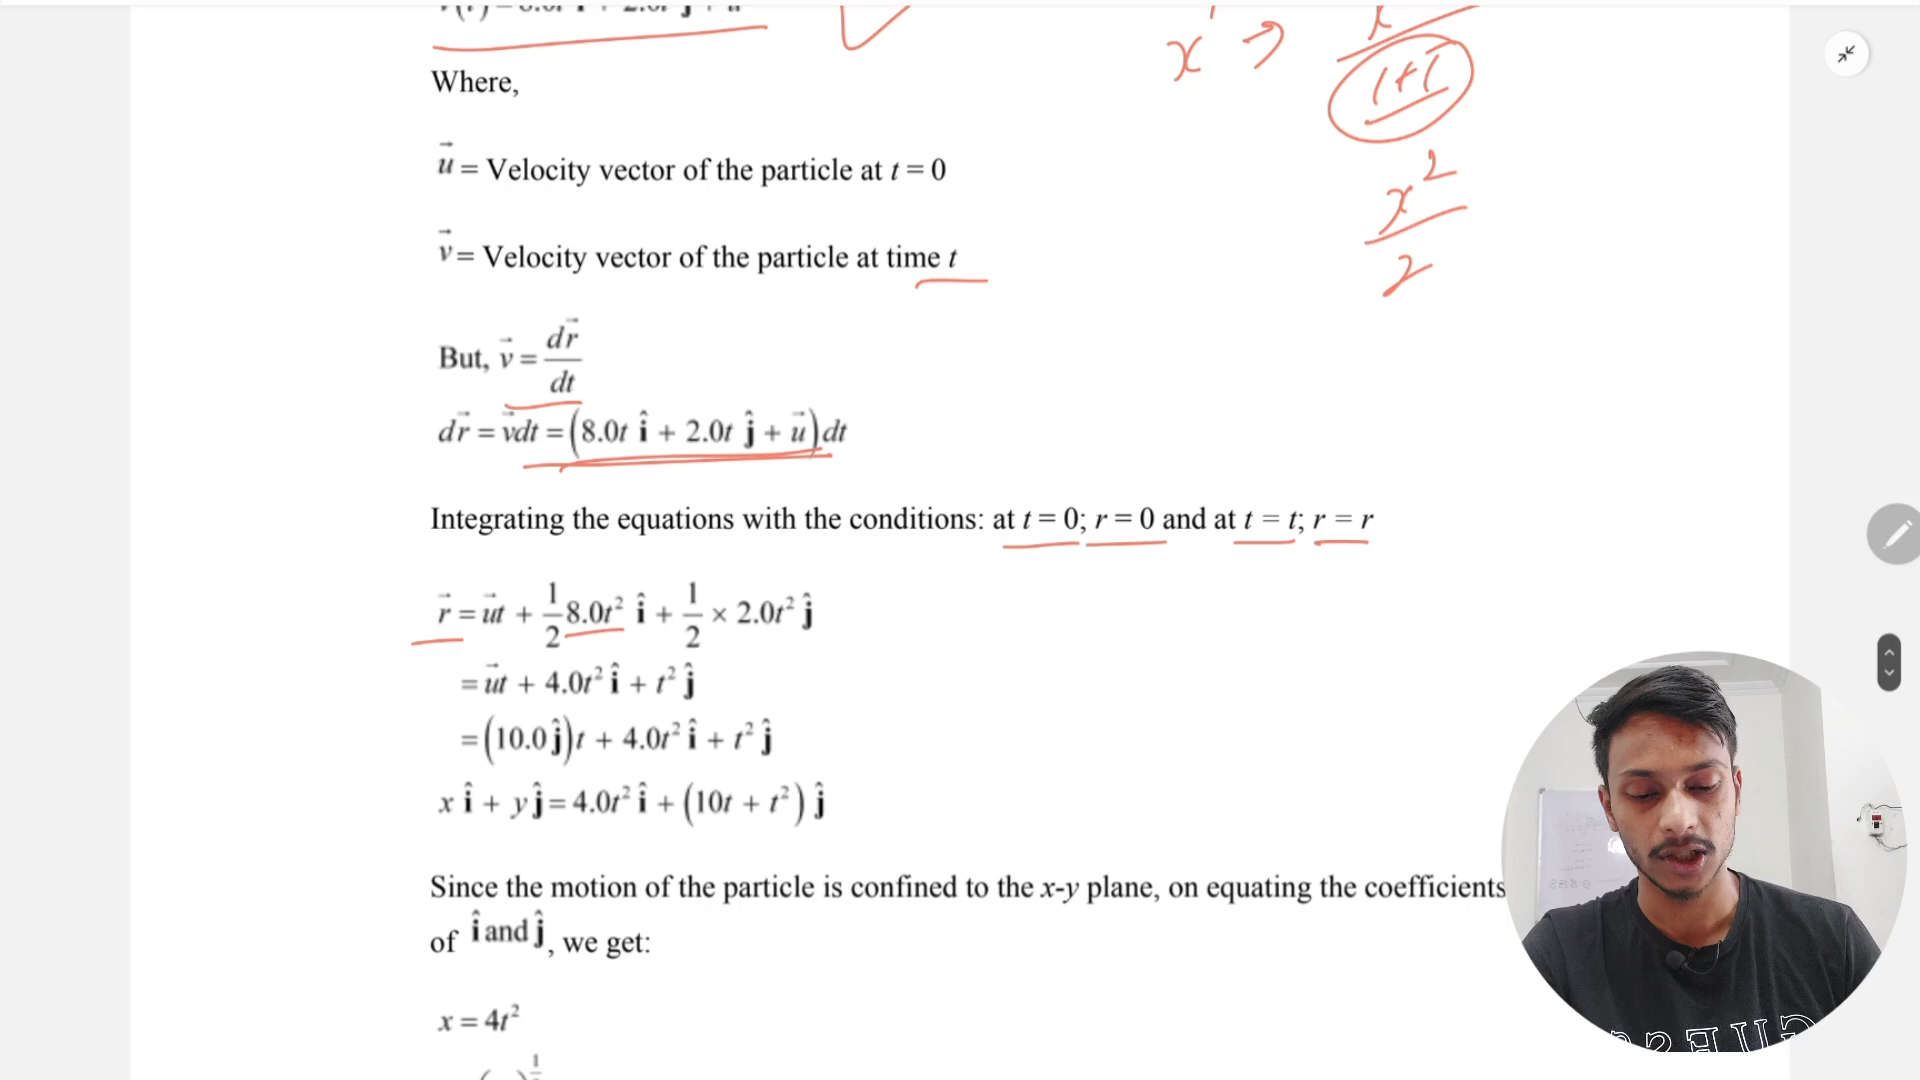 Where,
x → x / 1+1
u⃗ = Velocity vector of the particle at t = 0
x² / 2
v⃗ = Velocity vector of the particle at time t
But, v⃗ = dr⃗/dt
dr⃗ = v⃗dt = (8.0t î + 2.0t ĵ + u⃗)dt
Integrating the equations with the conditions: at t = 0; r = 0 and at t = t; r = r
r⃗ = u⃗t + 1/2 8.0t² î + 1/2 × 2.0t² ĵ
= u⃗t + 4.0t² î + t² ĵ
= (10.0ĵ)t + 4.0t² î + t² ĵ
x î + y ĵ = 4.0t² î + (10t + t²) ĵ
Since the motion of the particle is confined to the x-y plane, on equating the coefficients
of î and ĵ, we get:
x = 4t²